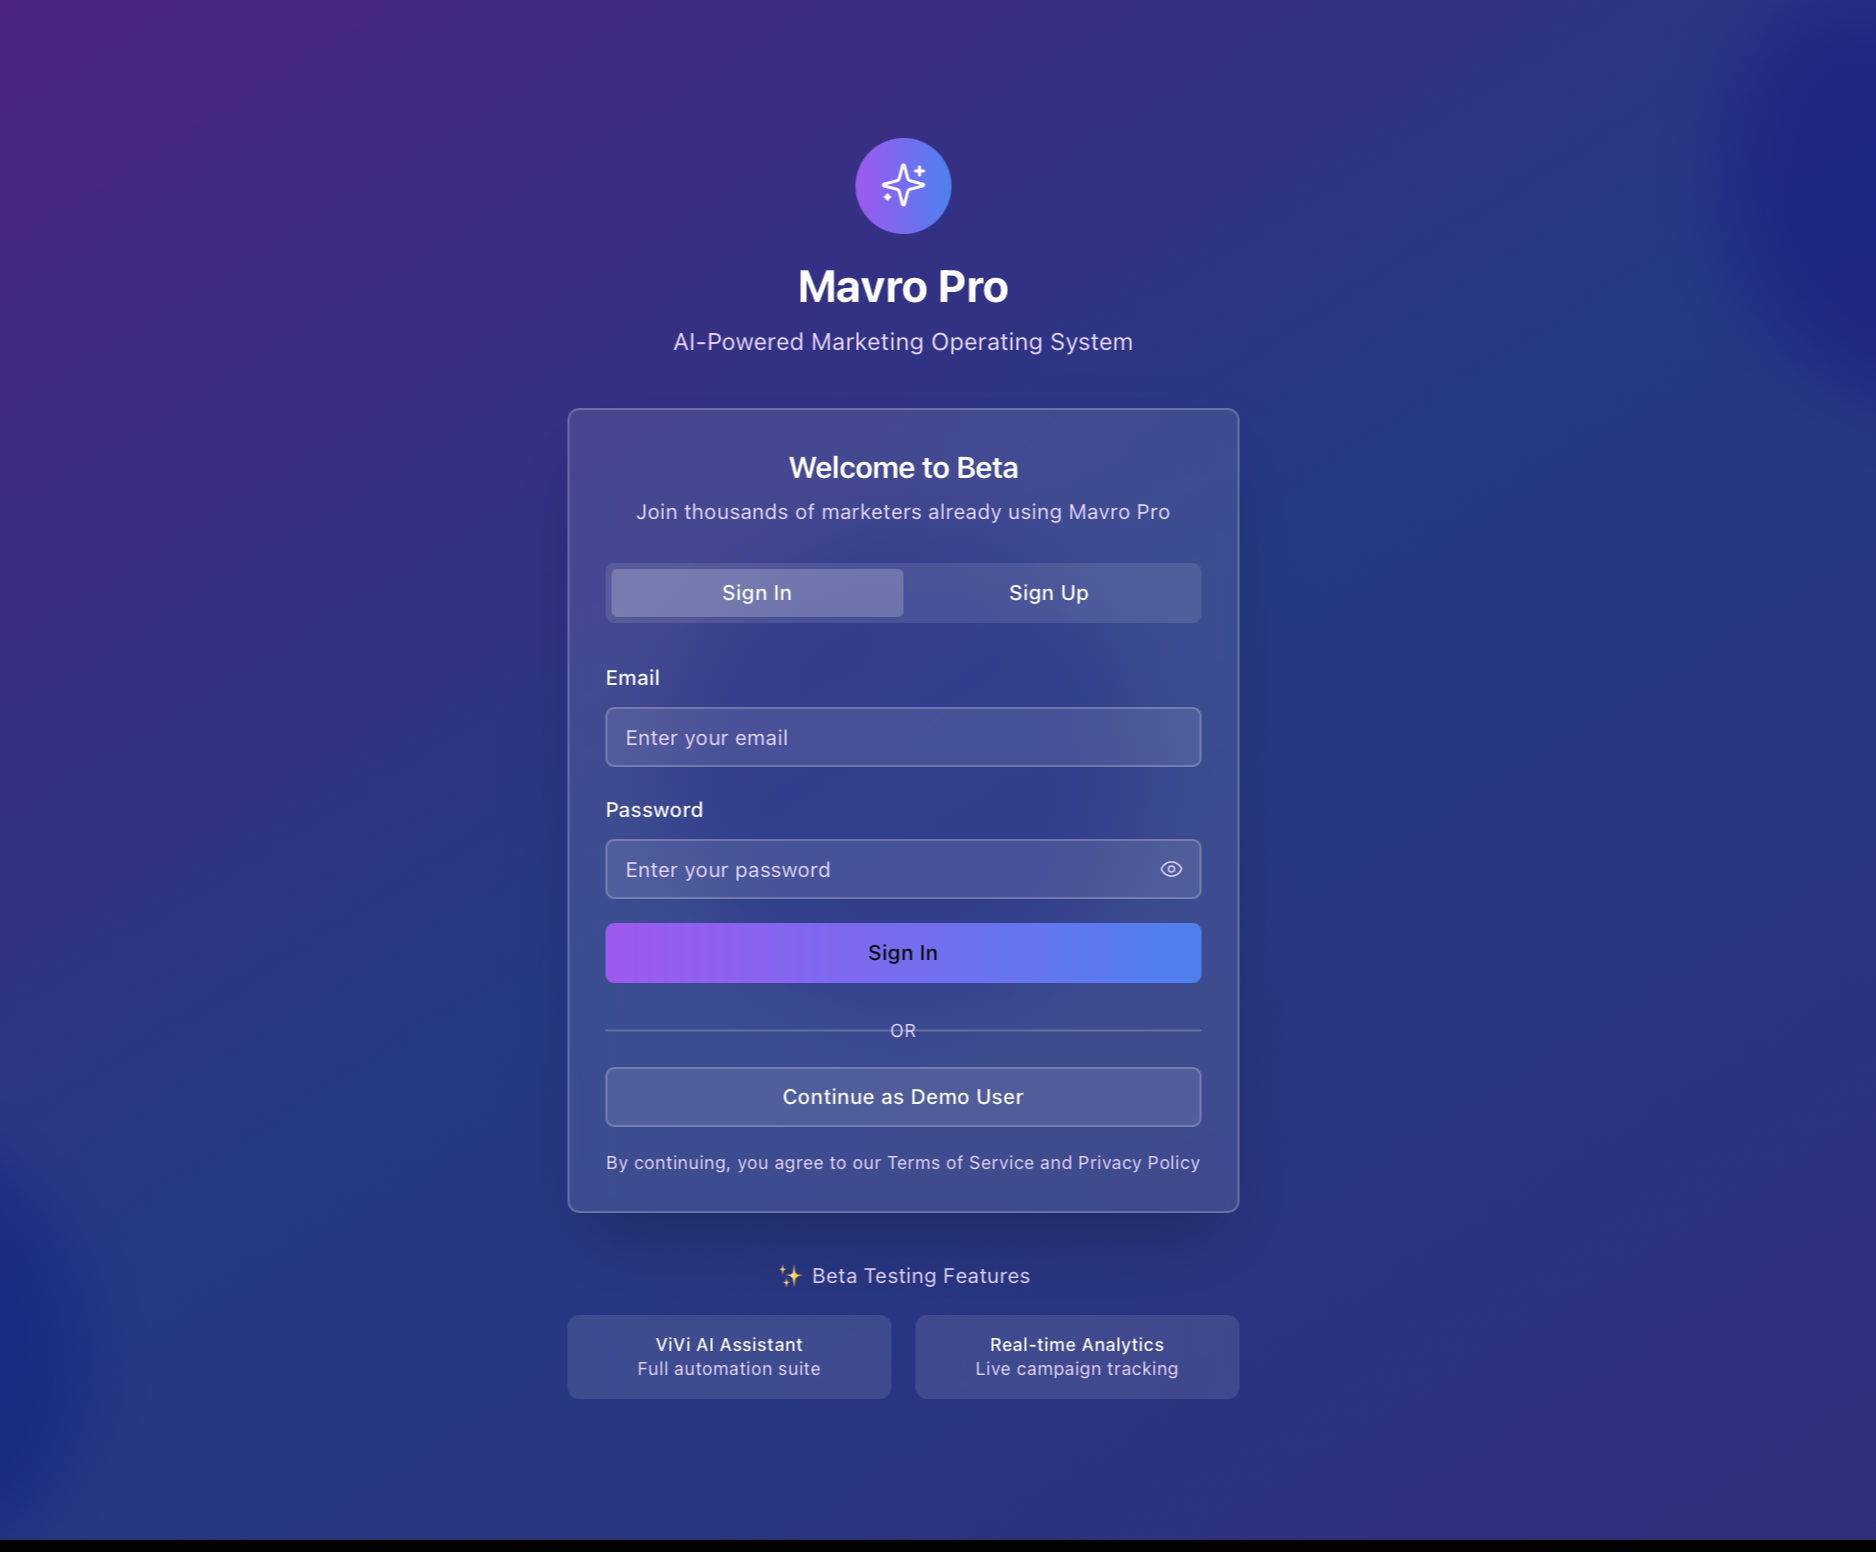 Mavro Pro
AI-Powered Marketing Operating System
Welcome to Beta
Join thousands of marketers already using Mavro Pro
Sign In
Sign Up
Email
Enter your email
Password
Enter your password
Sign In
OR
Continue as Demo User
By continuing, you agree to our Terms of Service and Privacy Policy
✨ Beta Testing Features
ViVi AI Assistant
Full automation suite
Real-time Analytics
Live campaign tracking